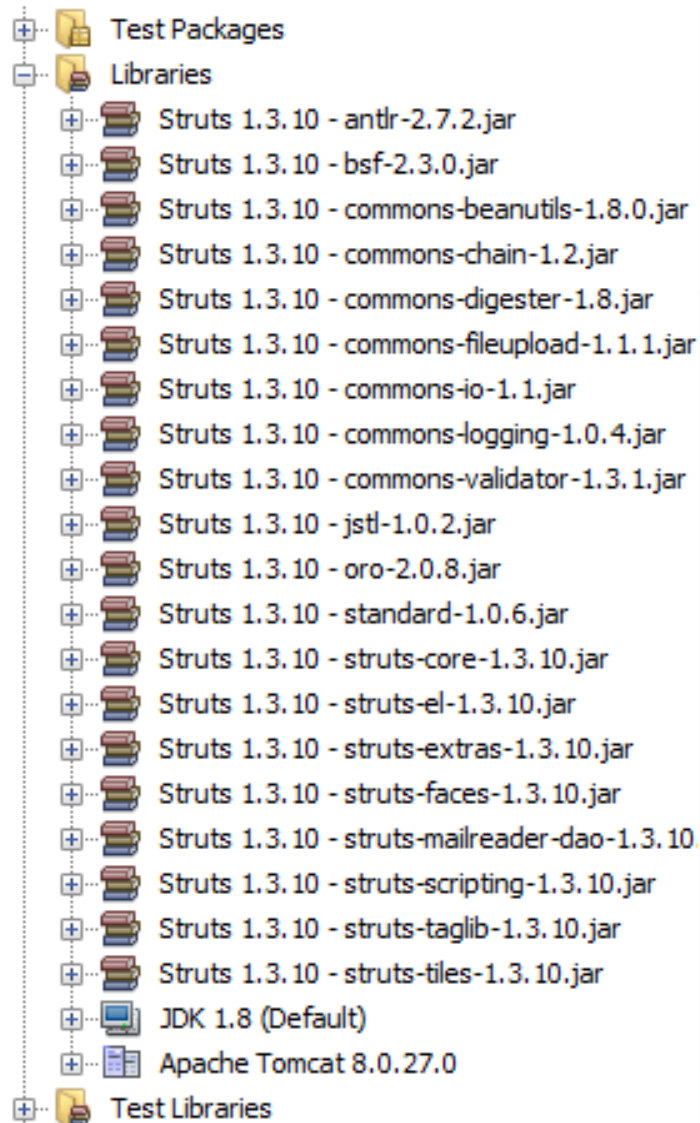 Test Packages
Libraries
Struts 1.3.10 - antlr-2.7.2.jar
Struts 1.3.10 - bsf-2.3.0.jar
Struts 1.3.10 - commons-beanutils-1.8.0.jar
Struts 1.3.10 - commons-chain-1.2.jar
Struts 1.3.10 - commons-digester-1.8.jar
Struts 1.3.10 - commons-fileupload-1.1.1.jar
Struts 1.3.10 - commons-io-1.1.jar
Struts 1.3.10 - commons-logging-1.0.4.jar
Struts 1.3.10 - commons-validator-1.3.1.jar
Struts 1.3.10 - jstl-1.0.2.jar
Struts 1.3.10 - oro-2.0.8.jar
Struts 1.3.10 - standard-1.0.6.jar
Struts 1.3.10 - struts-core-1.3.10.jar
Struts 1.3.10 - struts-el-1.3.10.jar
Struts 1.3.10 - struts-extras-1.3.10.jar
Struts 1.3.10 - struts-faces-1.3.10.jar
Struts 1.3.10 - struts-mailreader-dao-1.3.10.
Struts 1.3.10 - struts-scripting-1.3.10.jar
Struts 1.3.10 - struts-taglib-1.3.10.jar
Struts 1.3.10 - struts-tiles-1.3.10.jar
JDK 1.8 (Default)
Apache Tomcat 8.0.27.0
Test Libraries